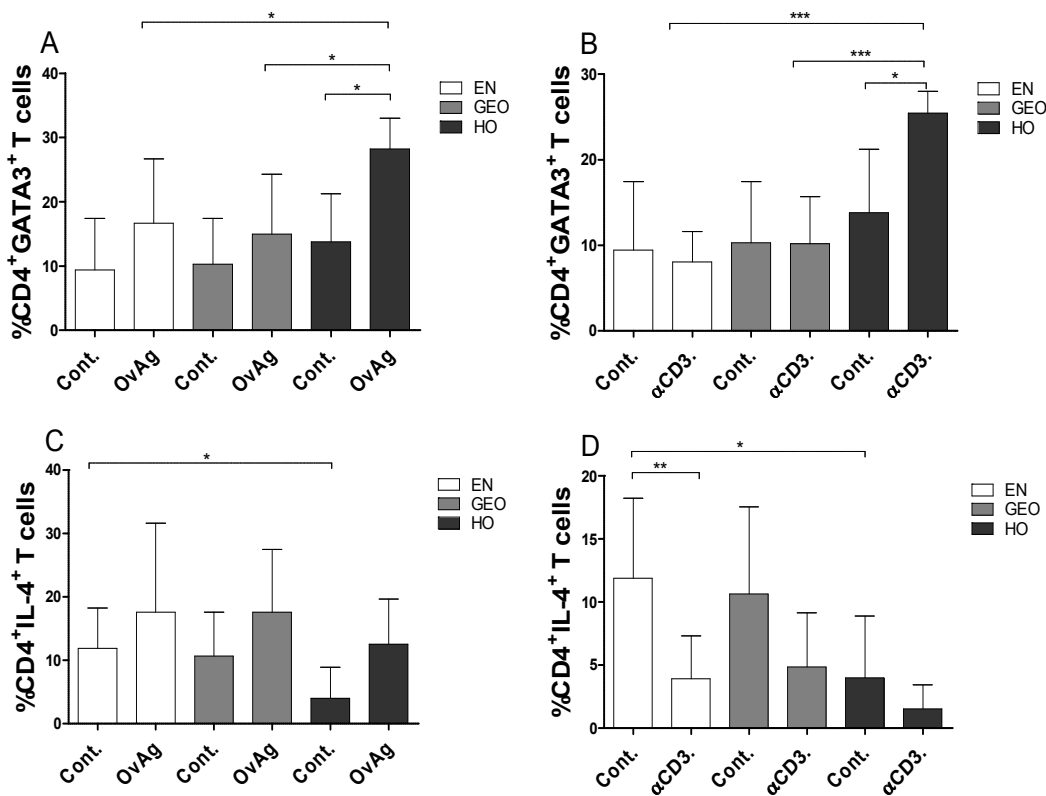 A
*
*
*
%CD4+GATA3+ T cells
40
30
20
10
0
Cont.
OvAg
Cont.
OvAg
Cont.
OvAg
EN
GEO
HO
B
***
***
*
%CD4+GATA3+ T cells
30
20
10
0
Cont.
αCD3.
Cont.
αCD3.
Cont.
αCD3.
EN
GEO
HO
C
*
%CD4+IL-4+ T cells
40
30
20
10
0
Cont.
OvAg
Cont.
OvAg
Cont.
OvAg
EN
GEO
HO
D
*
**
%CD4+IL-4+ T cells
20
15
10
5
0
Cont.
αCD3.
Cont.
αCD3.
Cont.
αCD3.
EN
GEO
HO